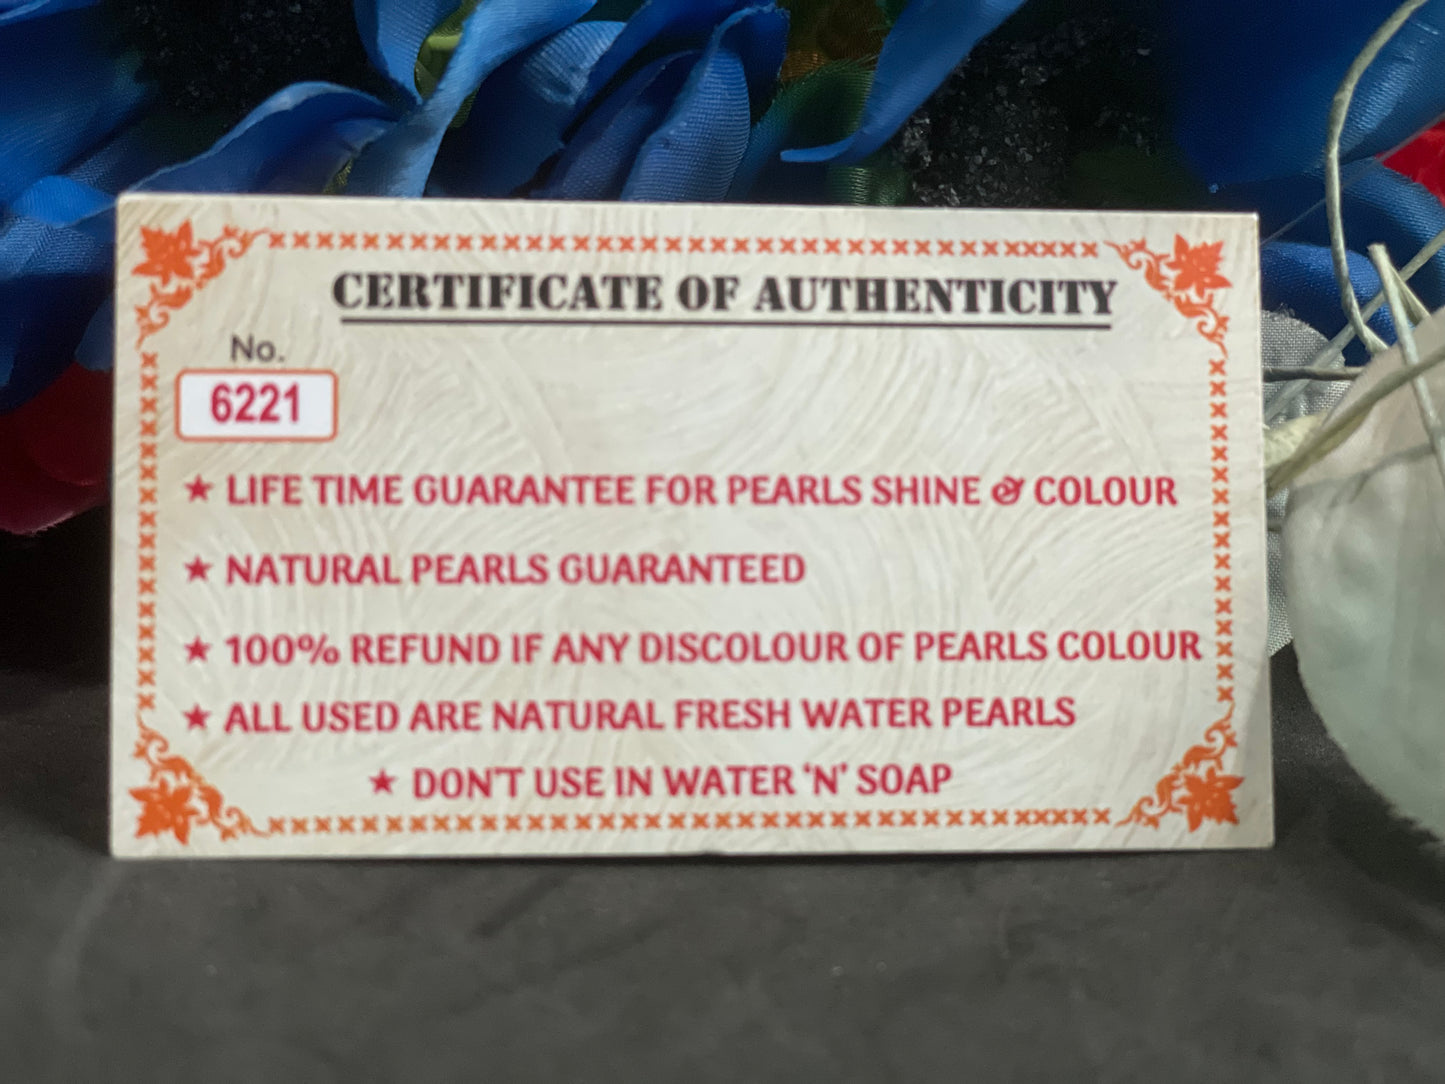 CERTIFICATE OF AUTHENTICITY
No.
6221
★ LIFE TIME GUARANTEE FOR PEARLS SHINE & COLOUR
★ NATURAL PEARLS GUARANTEED
★ 100% REFUND IF ANY DISCOLOUR OF PEARLS COLOUR
★ ALL USED ARE NATURAL FRESH WATER PEARLS
★ DON'T USE IN WATER 'N' SOAP